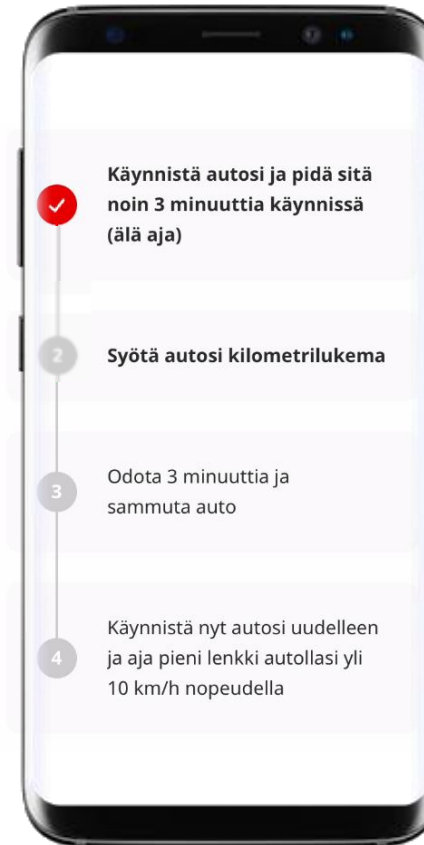 Käynnistä autosi ja pidä sitä
noin 3 minuuttia käynnissä
(älä aja)
2
Syötä autosi kilometrilukema
3
Odota 3 minuuttia ja
sammuta auto
4
Käynnistä nyt autosi uudelleen
ja aja pieni lenkki autollasi yli
10 km/h nopeudella